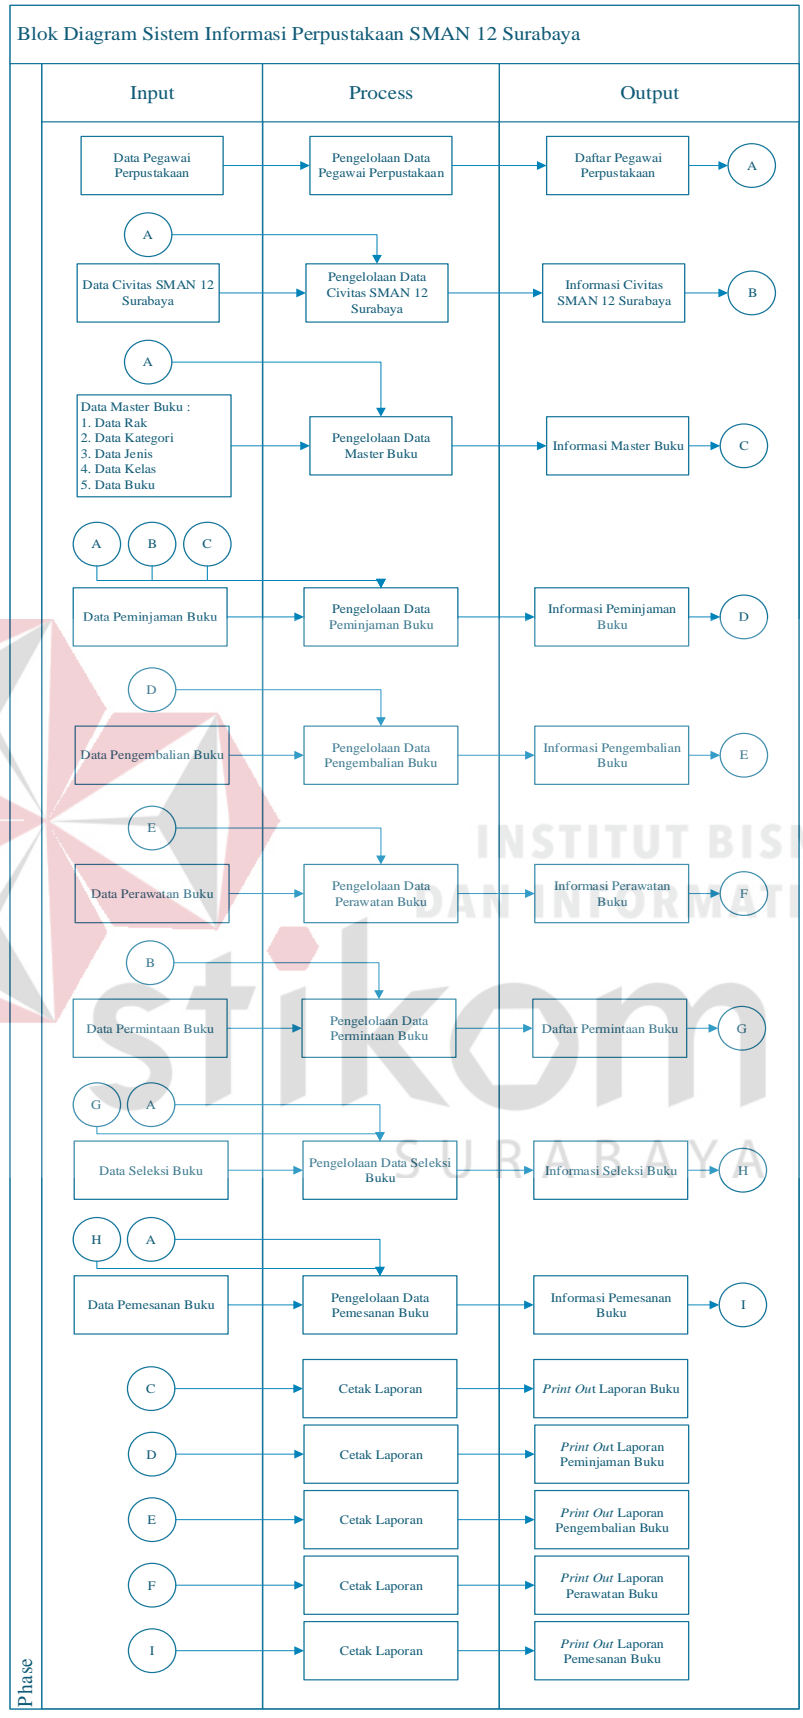 Blok Diagram Sistem Informasi Perpustakaan SMAN 12 Surabaya
Input
Process
Output
Data Pegawai
Perpustakaan
Pengelolaan Data
Pegawai Perpustakaan
Daftar Pegawai
Perpustakaan
A
A
Data Civitas SMAN 12
Surabaya
Pengelolaan Data
Civitas SMAN 12
Surabaya
Informasi Civitas
SMAN 12 Surabaya
B
A
Data Master Buku :
1. Data Rak
2. Data Kategori
3. Data Jenis
4. Data Kelas
5. Data Buku
Pengelolaan Data
Master Buku
Informasi Master Buku
C
A
B
C
Data Peminjaman Buku
Pengelolaan Data
Peminjaman Buku
Informasi Peminjaman
Buku
D
D
Data Pengembalian Buku
Pengelolaan Data
Pengembalian Buku
Informasi Pengembalian
Buku
E
E
Data Perawatan Buku
Pengelolaan Data
Perawatan Buku
Informasi Perawatan
Buku
F
B
Data Permintaan Buku
Pengelolaan Data
Permintaan Buku
Daftar Permintaan Buku
G
G
A
Data Seleksi Buku
Pengelolaan Data Seleksi
Buku
Informasi Seleksi Buku
H
H
A
Data Pemesanan Buku
Pengelolaan Data
Pemesanan Buku
Informasi Pemesanan
Buku
I
C
Cetak Laporan
Print Out Laporan Buku
D
Cetak Laporan
Print Out Laporan
Peminjaman Buku
E
Cetak Laporan
Print Out Laporan
Pengembalian Buku
F
Cetak Laporan
Print Out Laporan
Perawatan Buku
I
Cetak Laporan
Print Out Laporan
Pemesanan Buku
Phase
INSTITUT BISN
DAN INFORMATI
stikom
SURABAYA